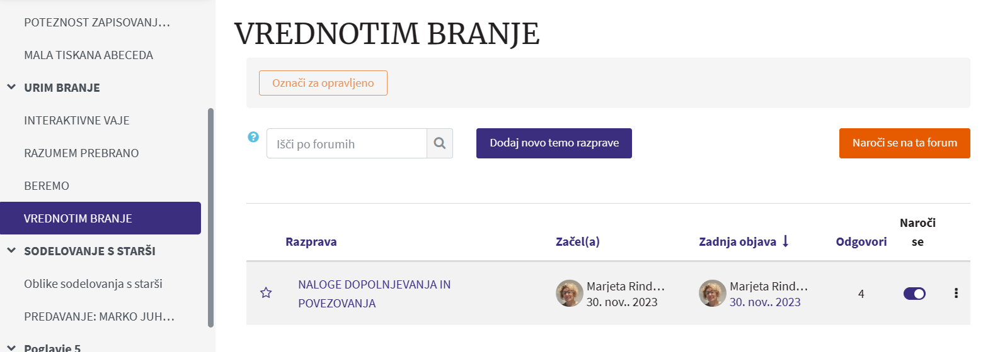 POTEZNOST ZAPISOVANJ…
MALA TISKANA ABECEDA
URIM BRANJE
INTERAKTIVNE VAJE
RAZUMEM PREBRANO
BEREMO
VREDNOTIM BRANJE
SODELOVANJE S STARŠI
Oblike sodelovanja s starši
PREDAVANJE: MARKO JUH…
Poglavje 5
VREDNOTIM BRANJE
Označi za opravljeno
Išči po forumih
Dodaj novo temo razprave
Naroči se na ta forum
Razprava
Začel(a)
Zadnja objava
Odgovori
Naroči
se
NALOGE DOPOLNJEVANJA IN
POVEZOVANJA
Marjeta Rind…
30. nov.. 2023
Marjeta Rind…
30. nov.. 2023
4